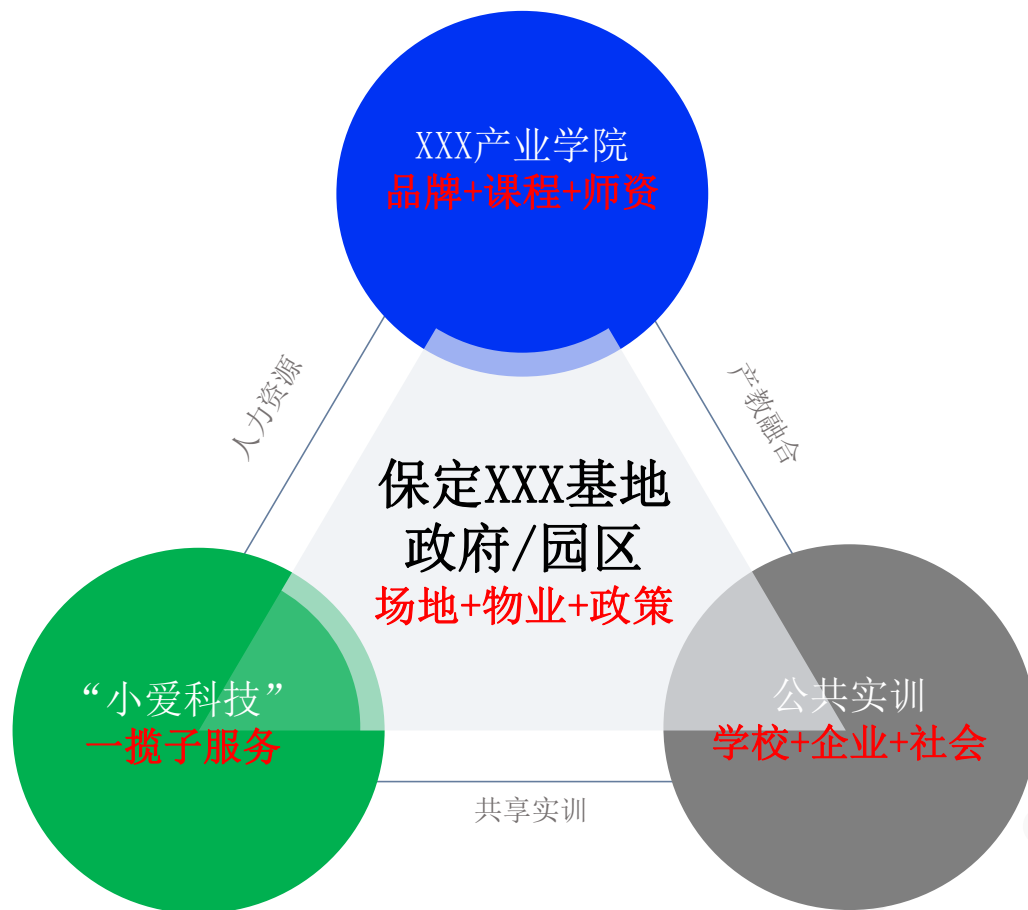 XXX产业学院
品牌+课程+师资
人力资源
产教融合
保定XXX基地
政府/园区
场地+物业+政策
“小爱科技”
一揽子服务
公共实训
学校+企业+社会
共享实训